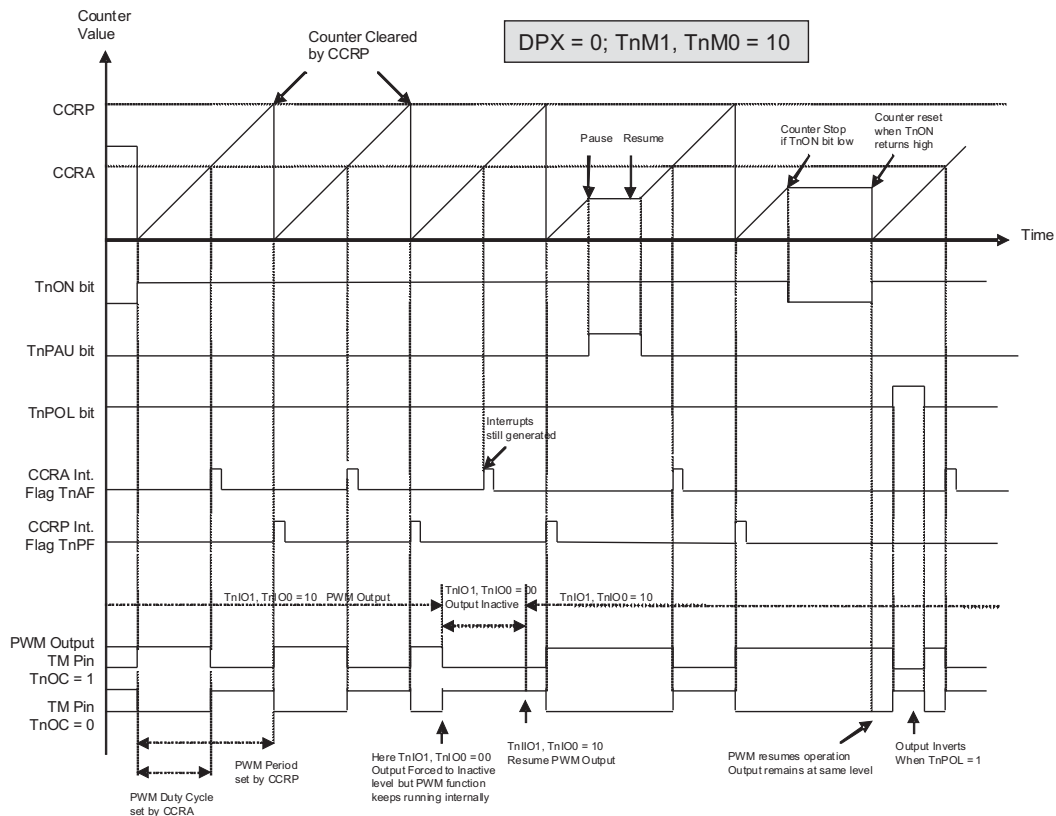 Counter
Value
DPX = 0; TnM1, TnM0 = 10
Counter Cleared
by CCRP
CCRP
Pause
Resume
Counter Stop
if TnON bit low
Counter reset
when TnON
returns high
CCRA
Time
TnON bit
TnPAU bit
TnPOL bit
Interrupts
still generated
CCRA Int.
Flag TnAF
CCRP Int.
Flag TnPF
TnIO1, TnIO0 = 10 PWM Output
TnIO1, TnIO0 = 00
Output Inactive
TnIO1, TnIO0 = 10
PWM Output
TM Pin
TnOC = 1
TM Pin
TnOC = 0
PWM Period
set by CCRP
PWM Duty Cycle
set by CCRA
Here TnIO1, TnIO0 = 00
Output Forced to Inactive
level but PWM function
keeps running internally
TnIIO1, TnIO0 = 10
Resume PWM Output
PWM resumes operation
Output remains at same level
Output Inverts
When TnPOL = 1